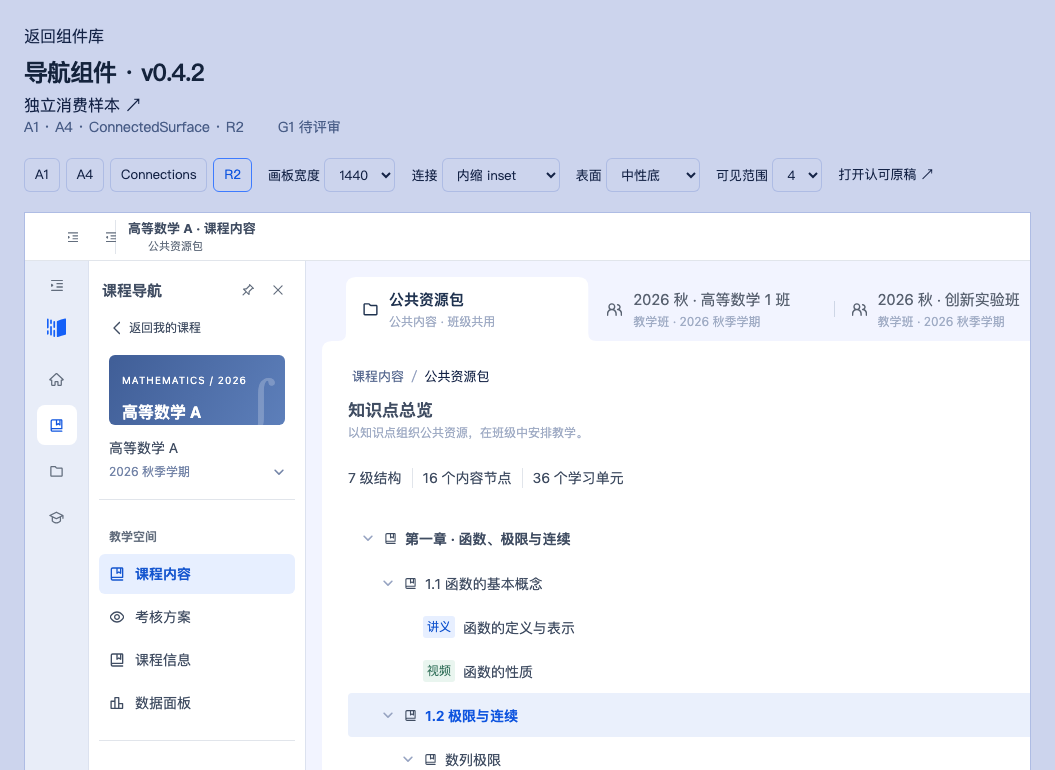 返回组件库
导航组件 · v0.4.2
独立消费样本 ↗
A1 · A4 · ConnectedSurface · R2 G1 待评审
A1 A4 Connections R2 画板宽度 1440 连接 内缩 inset 表面 中性底 可见范围 4 打开认可原稿 ↗
高等数学 A · 课程内容
公共资源包
课程导航
返回我的课程
MATHEMATICS / 2026
高等数学 A
高等数学 A
2026 秋季学期
教学空间
课程内容
考核方案
课程信息
数据面板
公共资源包
公共内容 · 班级共用
2026 秋 · 高等数学 1 班
教学班 · 2026 秋季学期
2026 秋 · 创新实验班
教学班 · 2026 秋季学期
课程内容 / 公共资源包
知识点总览
以知识点组织公共资源，在班级中安排教学。
7 级结构 16 个内容节点 36 个学习单元
第一章 · 函数、极限与连续
1.1 函数的基本概念
讲义 函数的定义与表示
视频 函数的性质
1.2 极限与连续
数列极限